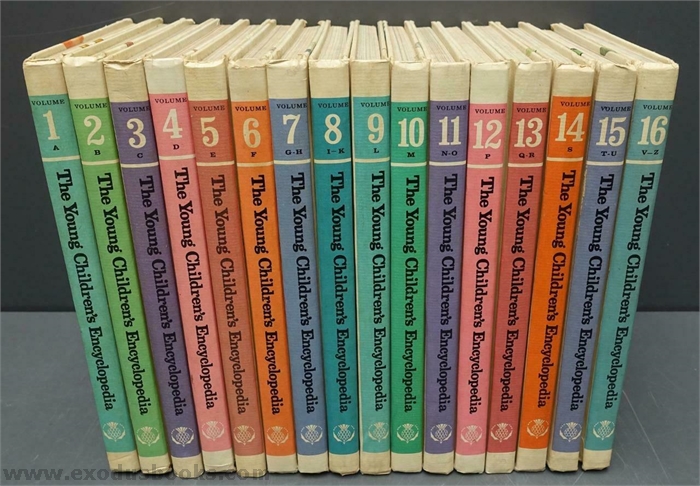 VOLUME
1
A
The Young Children's Encyclopedia
VOLUME
2
B
The Young Children's Encyclopedia
VOLUME
3
C
The Young Children's Encyclopedia
VOLUME
4
D
The Young Children's Encyclopedia
VOLUME
5
E
The Young Children's Encyclopedia
VOLUME
6
F
The Young Children's Encyclopedia
VOLUME
7
G-H
The Young Children's Encyclopedia
VOLUME
8
I-K
The Young Children's Encyclopedia
VOLUME
9
L
The Young Children's Encyclopedia
VOLUME
10
M
The Young Children's Encyclopedia
VOLUME
11
N-O
The Young Children's Encyclopedia
VOLUME
12
P
The Young Children's Encyclopedia
VOLUME
13
Q-R
The Young Children's Encyclopedia
VOLUME
14
S
The Young Children's Encyclopedia
VOLUME
15
T-U
The Young Children's Encyclopedia
VOLUME
16
V-Z
The Young Children's Encyclopedia
www.exodusbooks.com